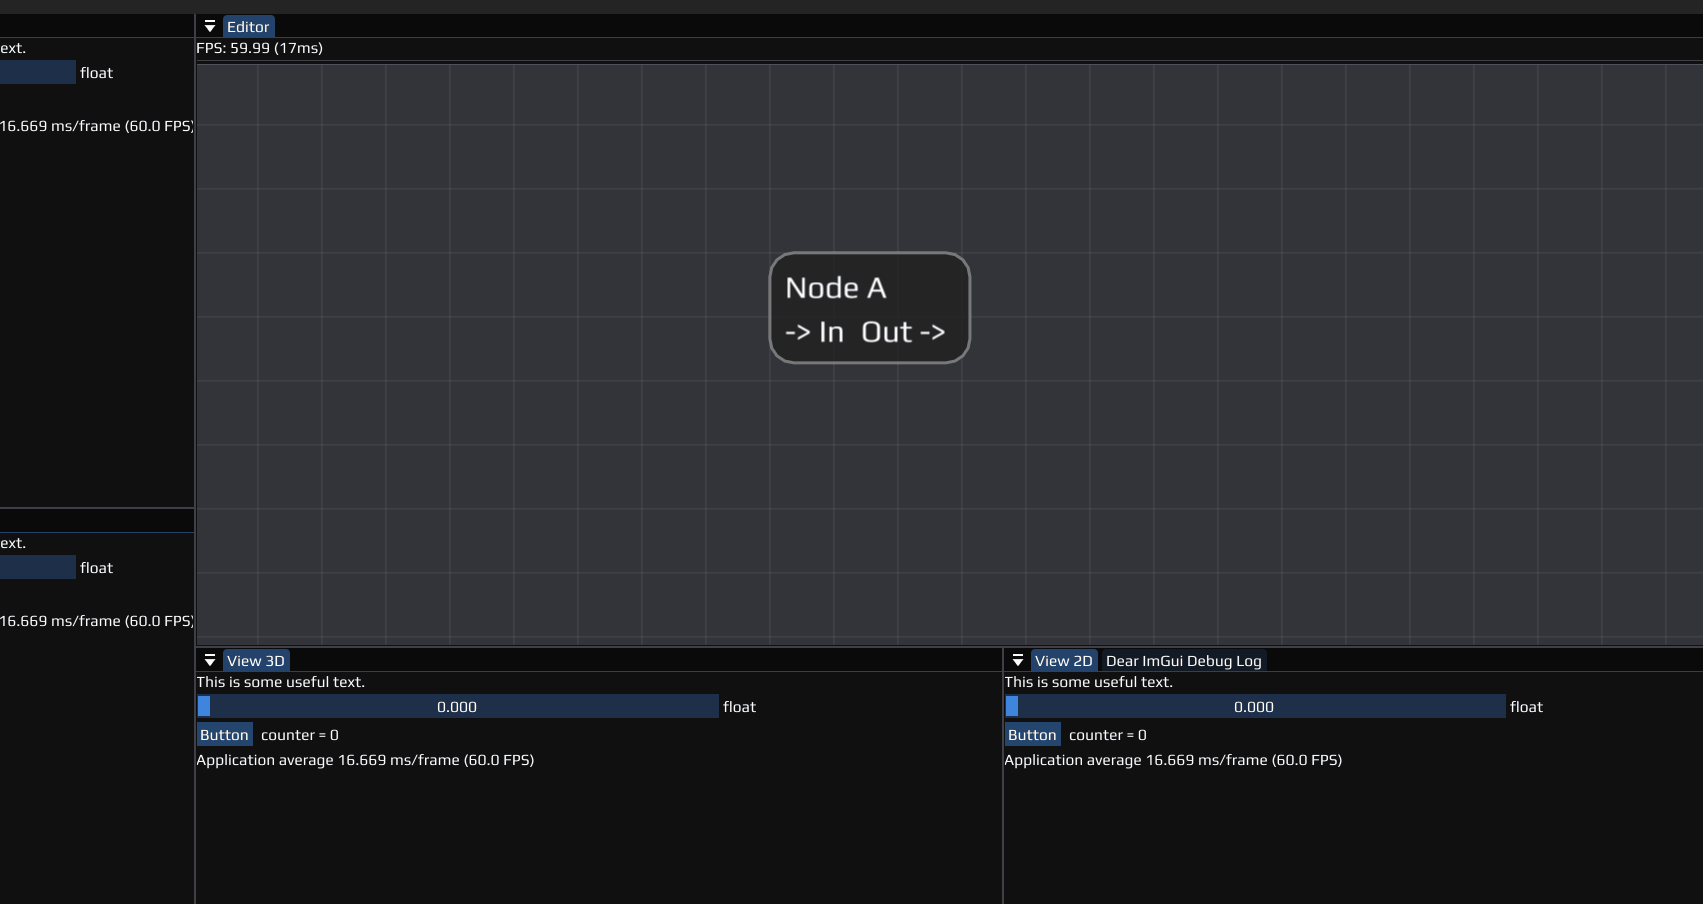 ext.
float
16.669 ms/frame (60.0 FPS)
ext.
float
16.669 ms/frame (60.0 FPS)
Editor
FPS: 59.99 (17ms)
Node A
-> In Out ->
View 3D
This is some useful text.
0.000 float
Button counter = 0
Application average 16.669 ms/frame (60.0 FPS)
View 2D Dear ImGui Debug Log
This is some useful text.
0.000 float
Button counter = 0
Application average 16.669 ms/frame (60.0 FPS)